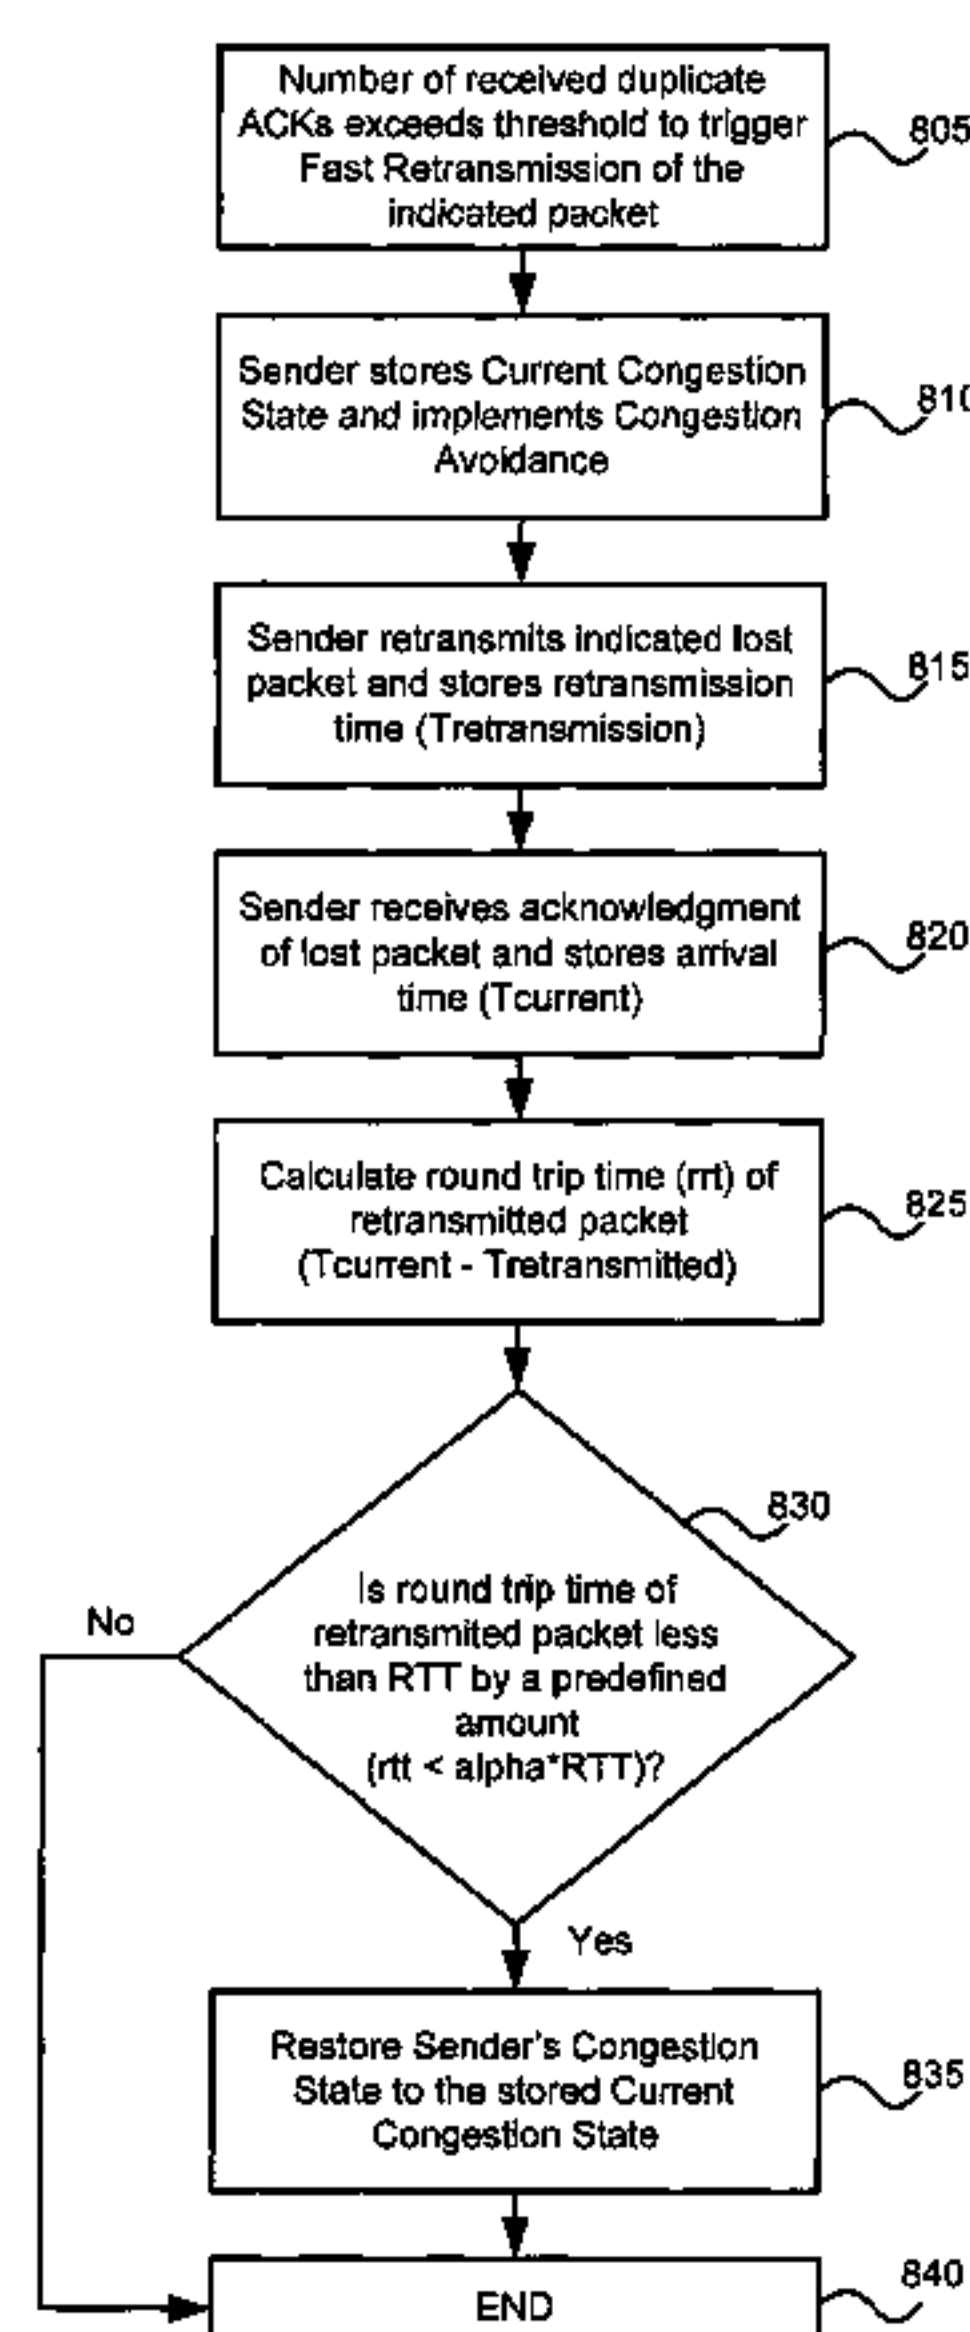 Number of received duplicate
ACKs exceeds threshold to trigger
Fast Retransmission of the
indicated packet
805
Sender stores Current Congestion
State and implements Congestion
Avoidance
810
Sender retransmits indicated lost
packet and stores retransmission
time (Tretransmission)
815
Sender receives acknowledgment
of lost packet and stores arrival
time (Tcurrent)
820
Calculate round trip time (rrt) of
retransmitted packet
(Tcurrent - Tretransmitted)
825
830
Is round trip time of
retransmited packet less
than RTT by a predefined
amount
(rtt < alpha*RTT)?
No
Yes
Restore Sender's Congestion
State to the stored Current
Congestion State
835
END
840